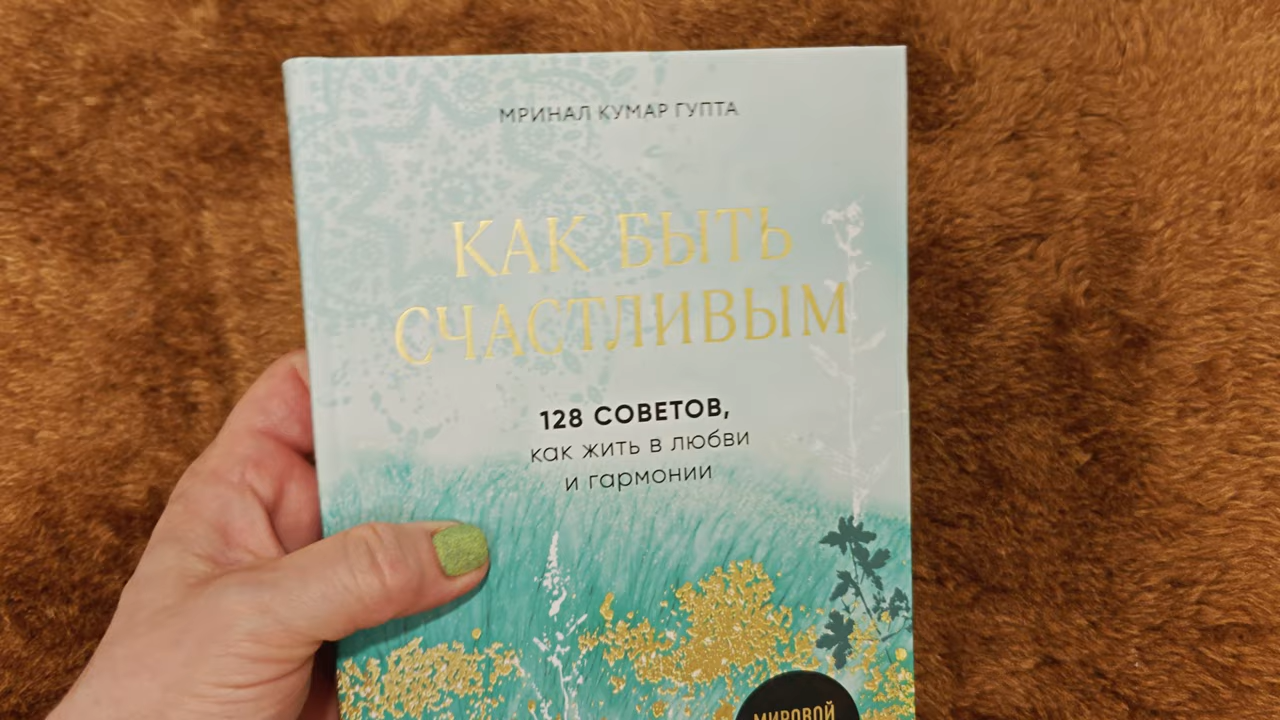 МРИНАЛ КУМАР ГУПТА
КАК БЫТЬ
СЧАСТЛИВЫМ
128 СОВЕТОВ,
как жить в любви
и гармонии
МИРОВОЙ